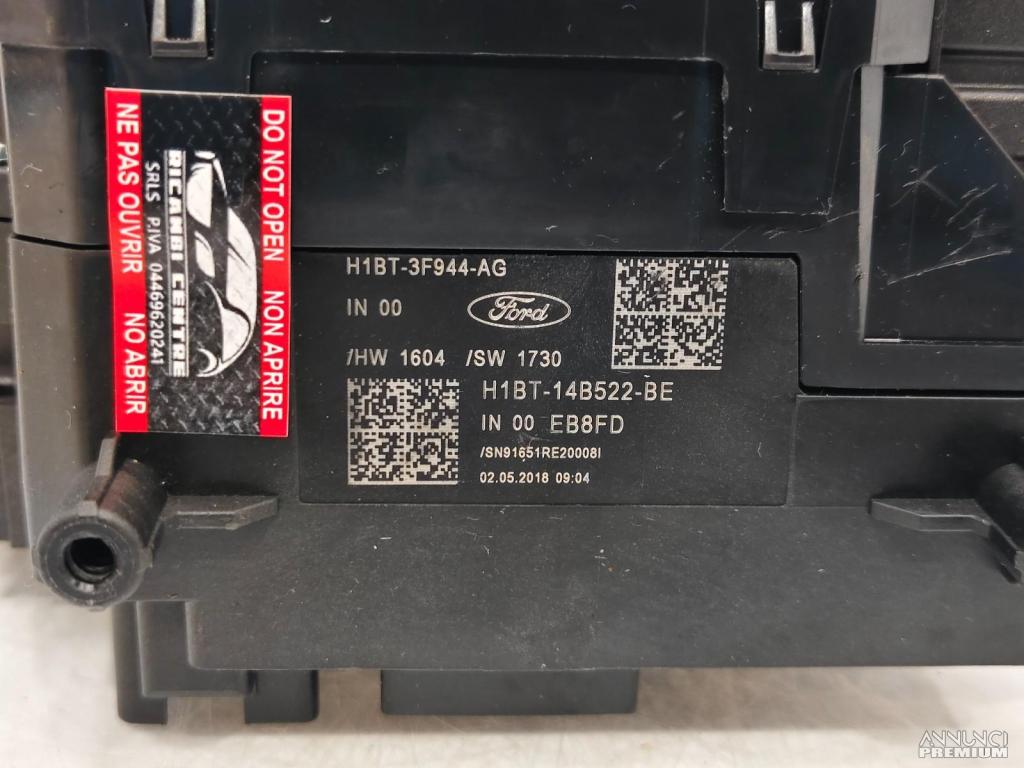 DO NOT OPEN NON APRIRE
RICAMBI CENTRE
SRLS P.IVA 04469620241
NE PAS OUVRIR NO ABRIR
H1BT-3F944-AG
IN 00
Ford
/HW 1604 /SW 1730
H1BT-14B522-BE
IN 00 EB8FD
/SN91651RE20008I
02.05.2018 09:04
ANNUNCI
PREMIUM